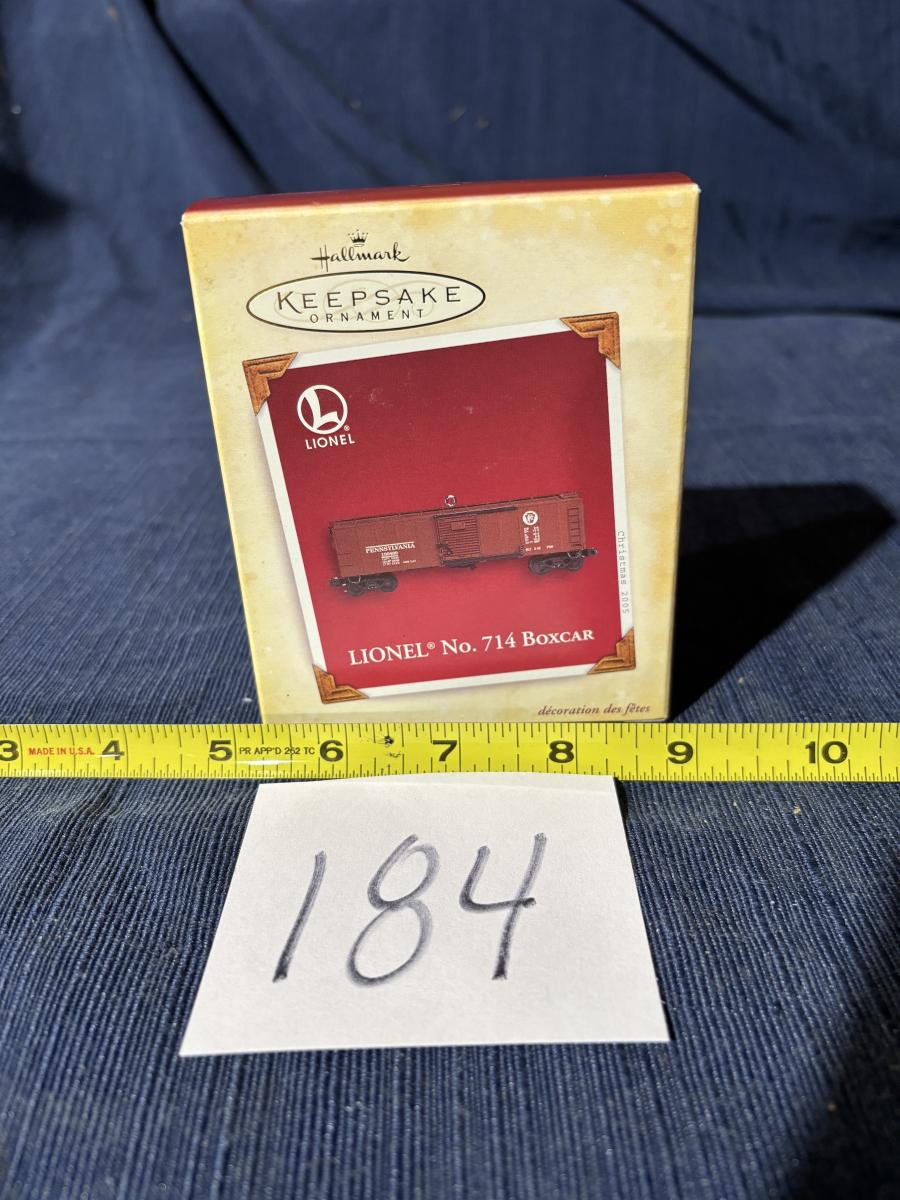 Hallmark
KEEPSAKE
ORNAMENT
L
®
LIONEL
PENNSYLVANIA
Christmas 2005
LIONEL® No. 714 BOXCAR
décoration des fêtes
3 MADE IN U.S.A. 4 5 PR APP'D 262 TC 6 7 8 9 10
184